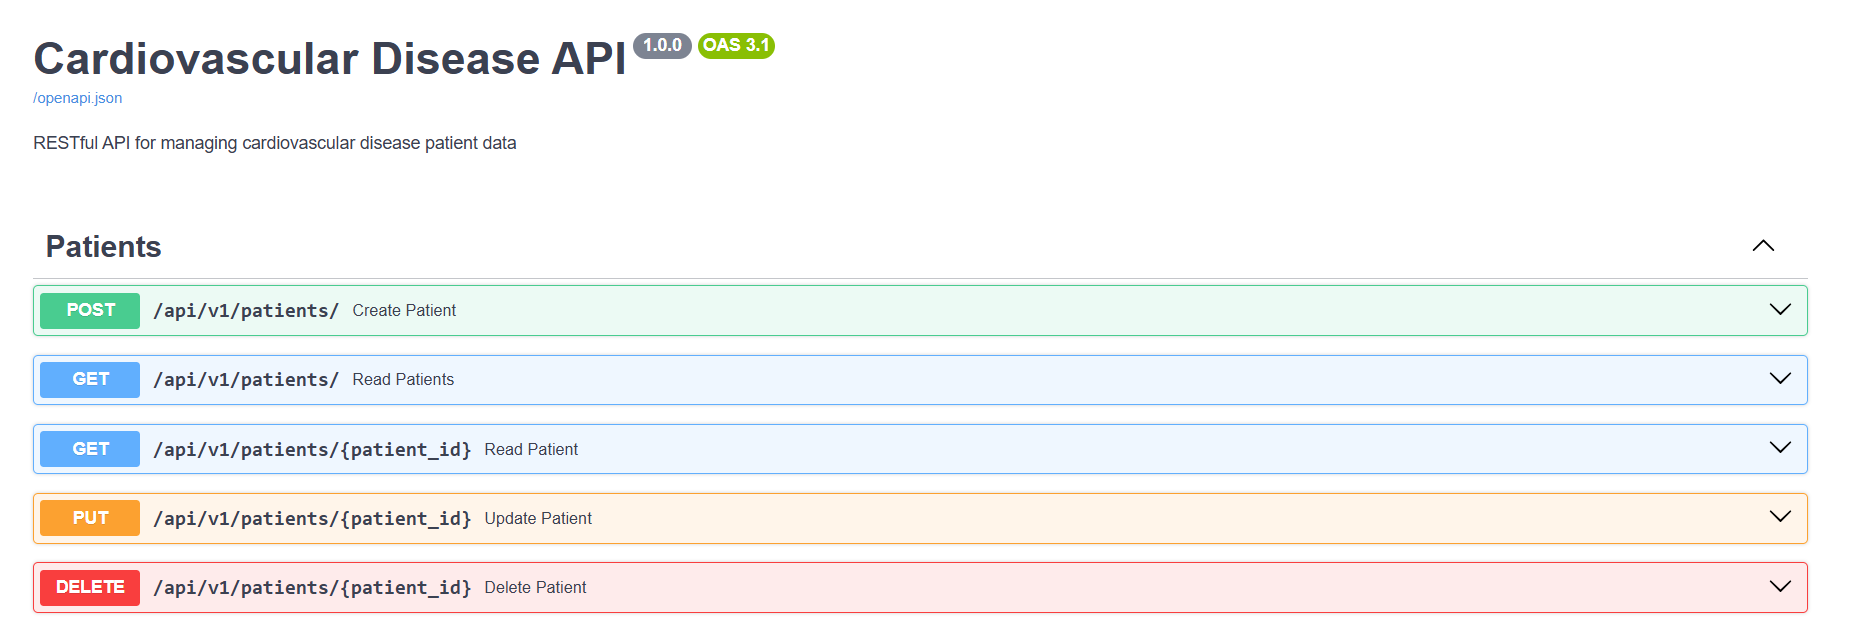 Cardiovascular Disease API 1.0.0 OAS 3.1
/openapi.json
RESTful API for managing cardiovascular disease patient data
Patients
POST /api/v1/patients/ Create Patient
GET /api/v1/patients/ Read Patients
GET /api/v1/patients/{patient_id} Read Patient
PUT /api/v1/patients/{patient_id} Update Patient
DELETE /api/v1/patients/{patient_id} Delete Patient